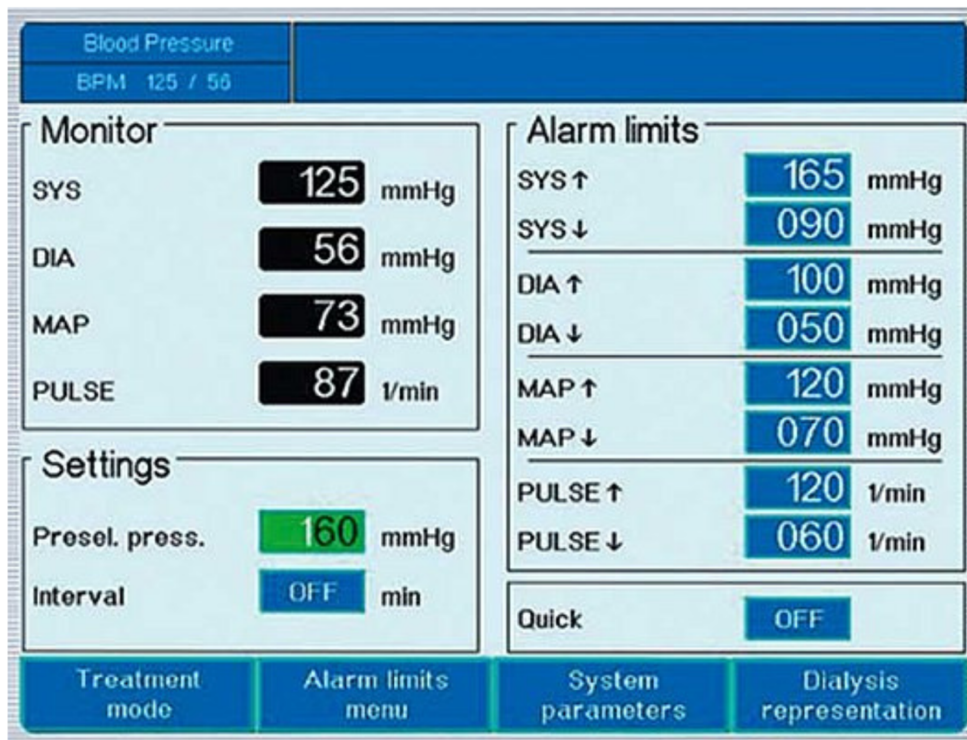 Blood Pressure
BPM 125 / 56
Monitor
SYS 125 mmHg
DIA 56 mmHg
MAP 73 mmHg
PULSE 87 1/min
Settings
Presel. press. 160 mmHg
Interval OFF min
Alarm limits
SYS ↑ 165 mmHg
SYS ↓ 090 mmHg
DIA ↑ 100 mmHg
DIA ↓ 050 mmHg
MAP ↑ 120 mmHg
MAP ↓ 070 mmHg
PULSE ↑ 120 1/min
PULSE ↓ 060 1/min
Quick OFF
Treatment
mode
Alarm limits
menu
System
parameters
Dialysis
representation